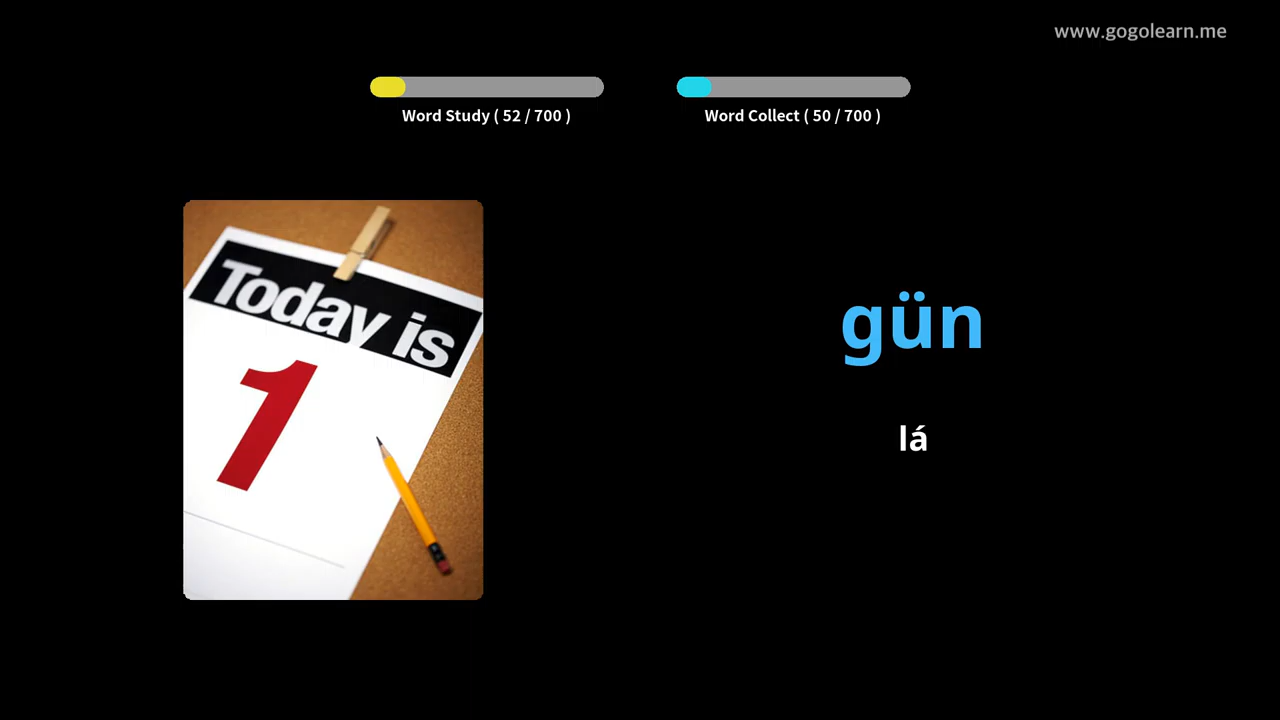 www.gogolearn.me
Word Study ( 52 / 700 )
Word Collect ( 50 / 700 )
Today is
1
gün
lá